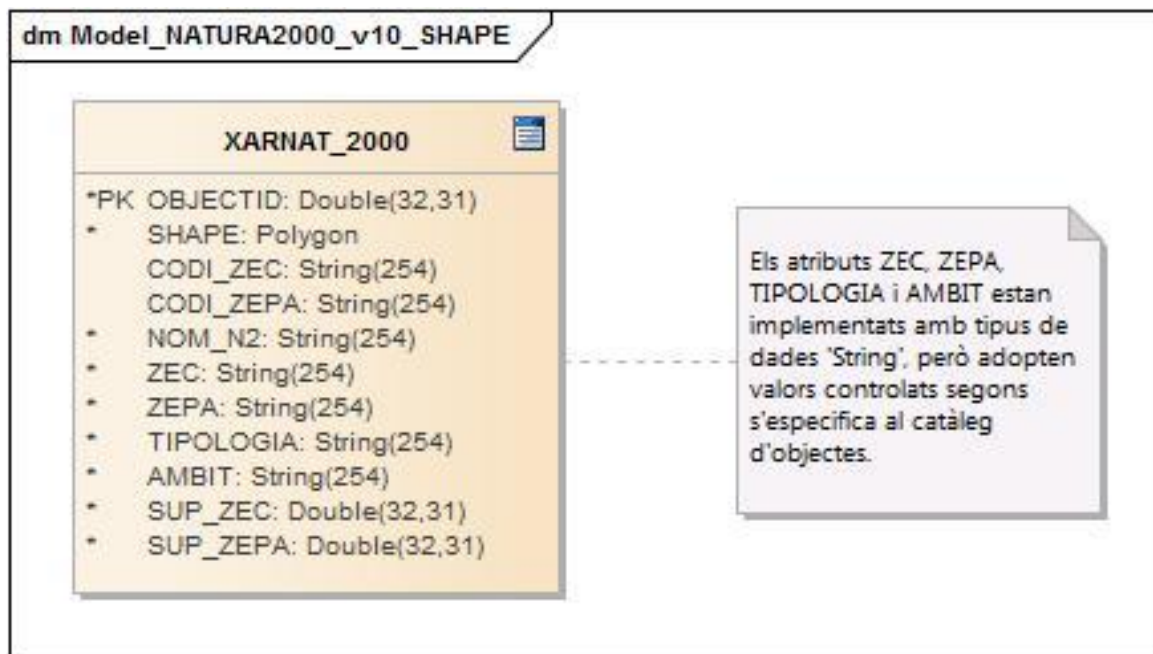 dm Model_NATURA2000_v10_SHAPE
XARNAT_2000
*PK OBJECTID: Double(32,31)
* SHAPE: Polygon
CODI_ZEC: String(254)
CODI_ZEPA: String(254)
* NOM_N2: String(254)
* ZEC: String(254)
* ZEPA: String(254)
* TIPOLOGIA: String(254)
* AMBIT: String(254)
* SUP_ZEC: Double(32,31)
* SUP_ZEPA: Double(32,31)
Els atributs ZEC, ZEPA,
TIPOLOGIA i AMBIT estan
implementats amb tipus de
dades 'String', però adopten
valors controlats segons
s'especifica al catàleg
d'objectes.